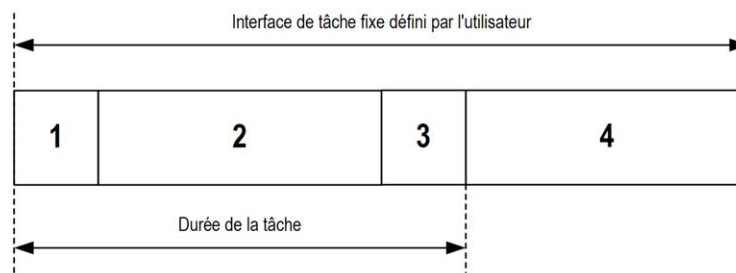 Interface de tâche fixe défini par l'utilisateur
1 2 3 4
Durée de la tâche